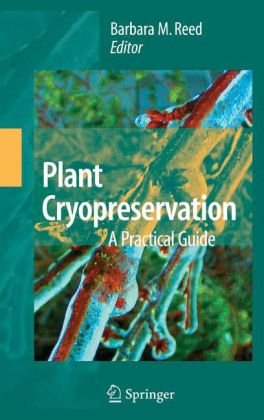 Barbara M. Reed
Editor
Plant
Cryopreservation
A Practical Guide
Springer